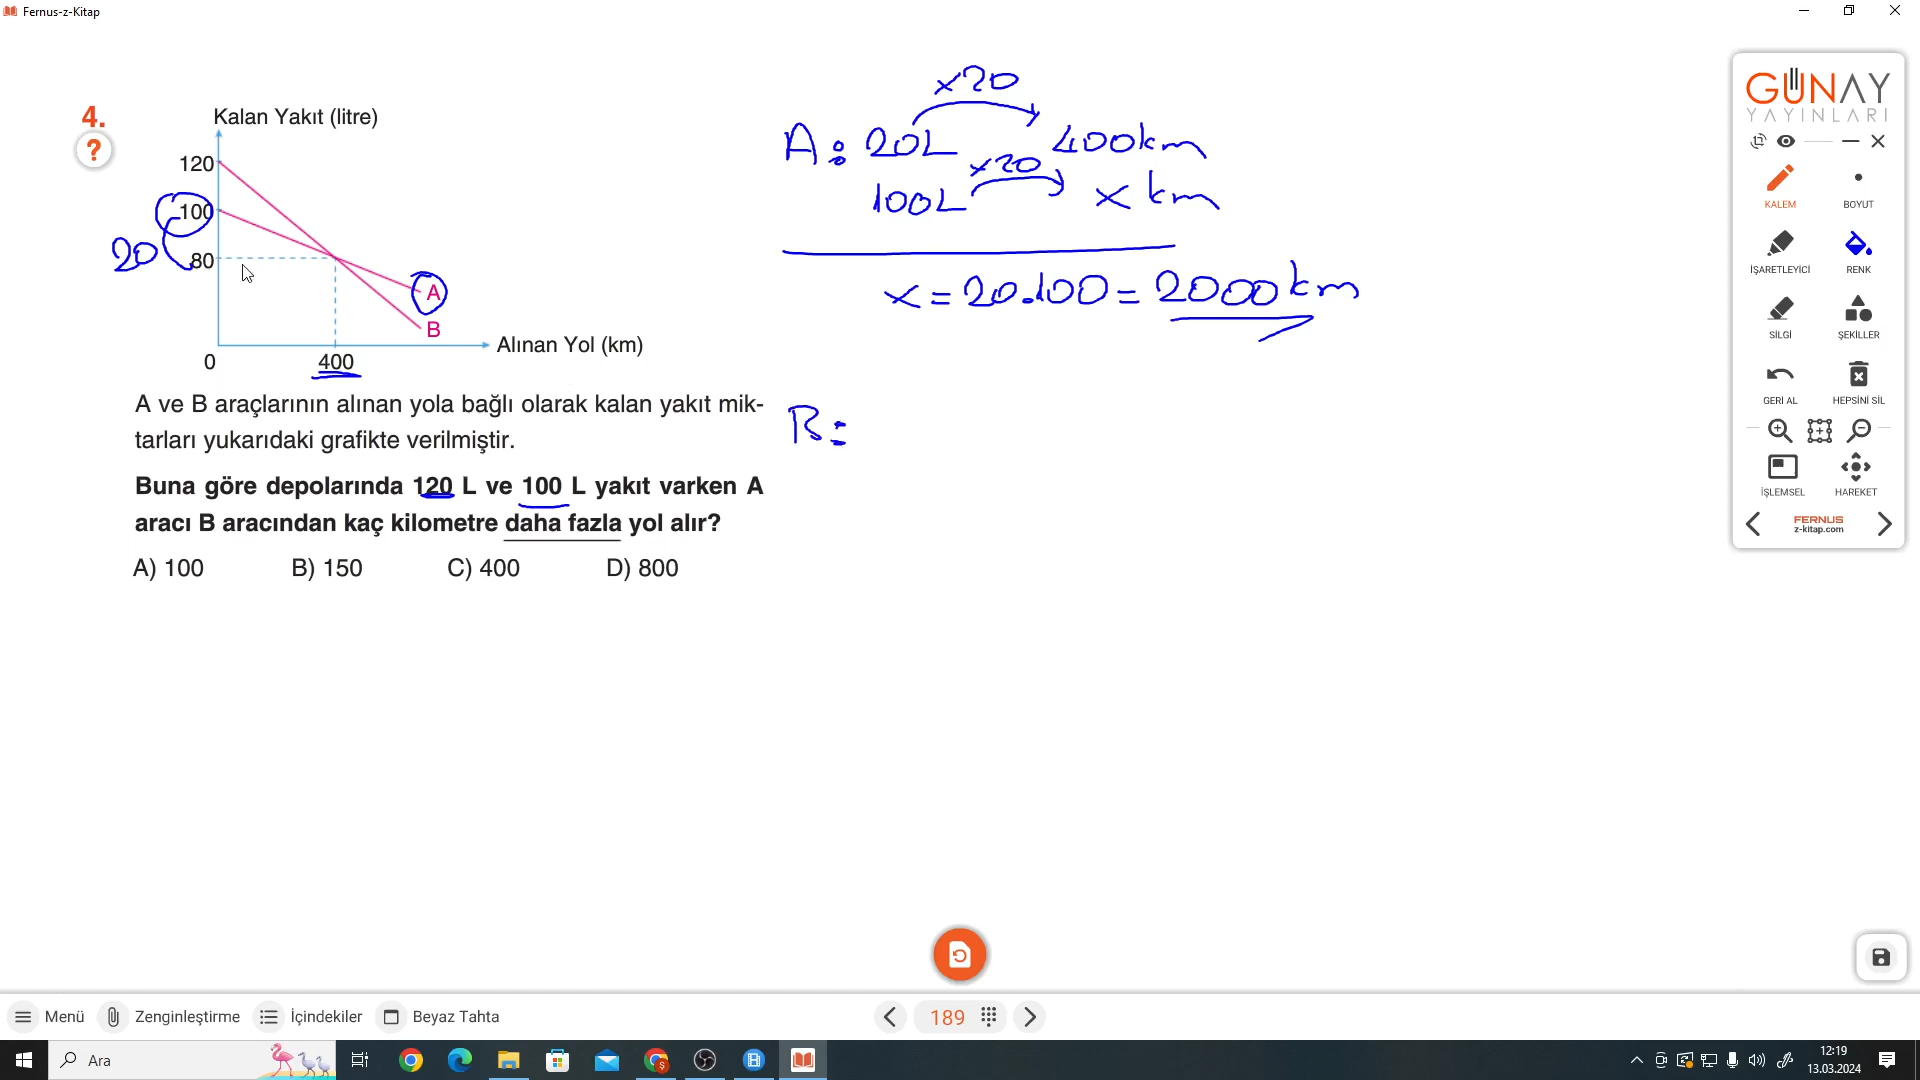 Fernus-z-Kitap
4.
?
Kalan Yakıt (litre)
120
100
80
20
A
B
0
400
Alınan Yol (km)
A ve B araçlarının alınan yola bağlı olarak kalan yakıt mik-
tarları yukarıdaki grafikte verilmiştir.
Buna göre depolarında 120 L ve 100 L yakıt varken A
aracı B aracından kaç kilometre daha fazla yol alır?
A) 100 B) 150 C) 400 D) 800
x20
A: 20L 400km
x20
100L x km
x = 20.100 = 2000km
B:
GÜNAY
YAYINLARI
KALEM BOYUT
İŞARETLEYİCİ RENK
SİLGİ ŞEKİLLER
GERİ AL HEPSİNİ SİL
İŞLEMSEL HAREKET
FERNUS
z-kitap.com
Menü Zenginleştirme İçindekiler Beyaz Tahta 189
Ara
12:19
13.03.2024